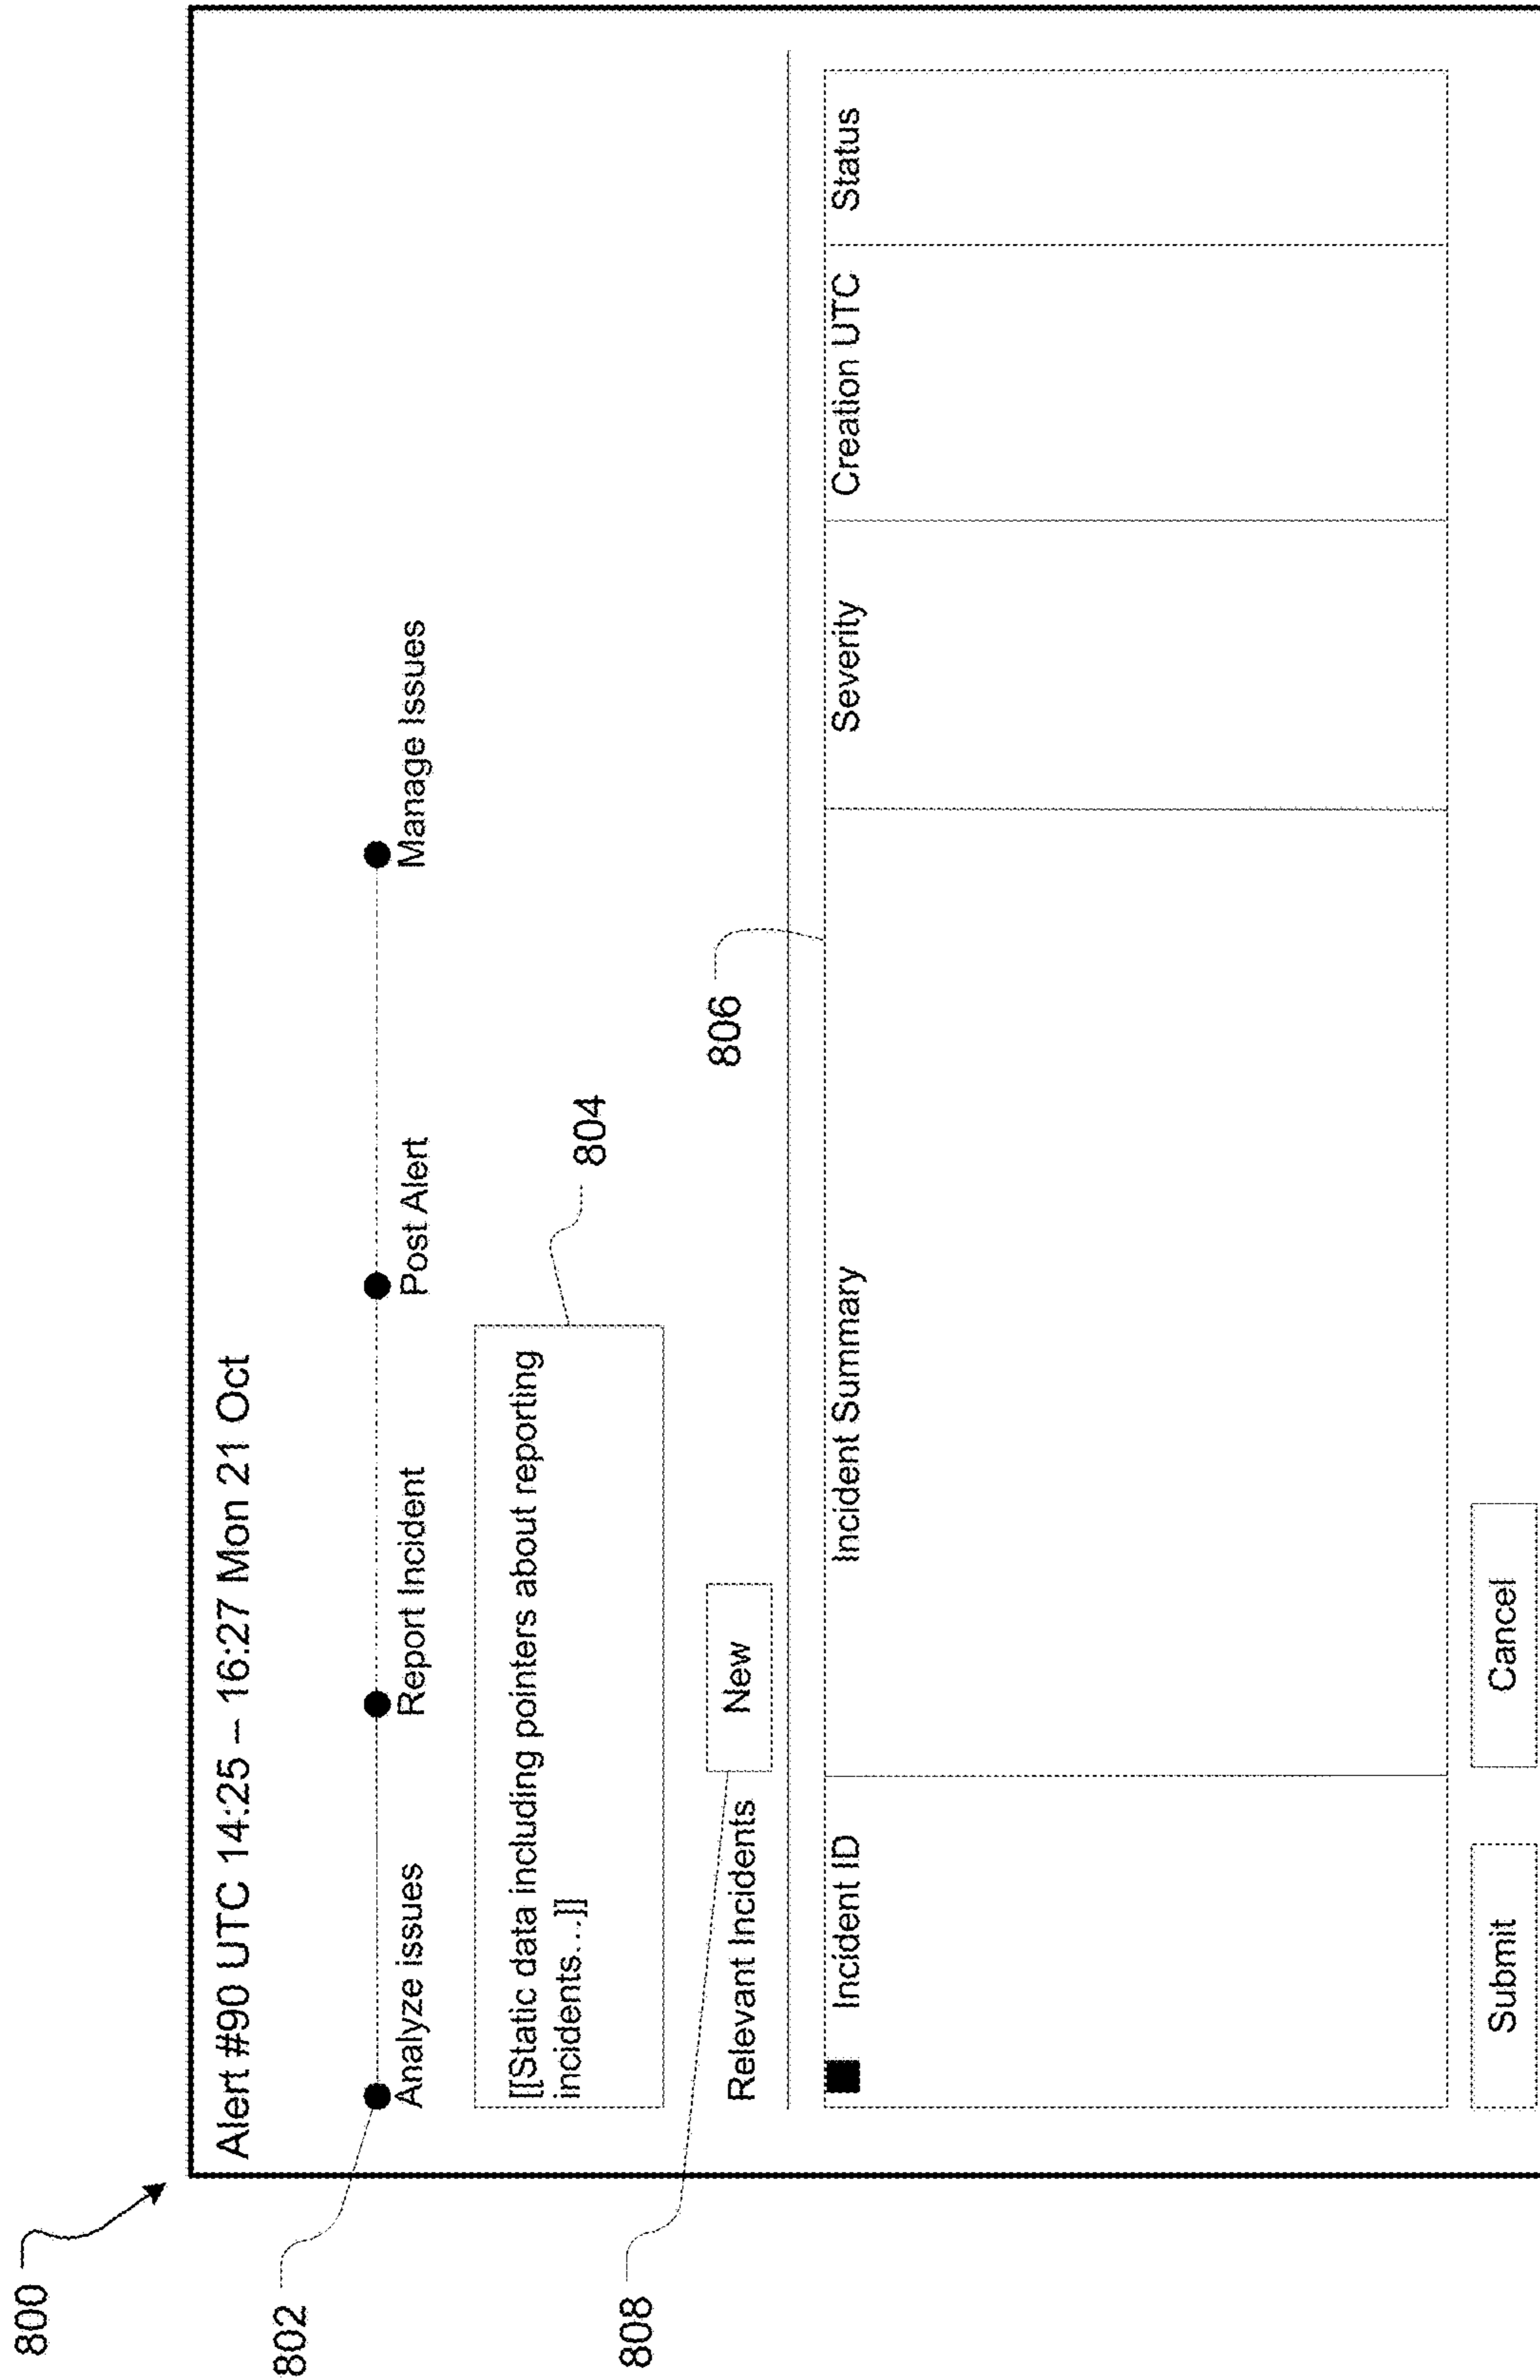 800
Alert #90 UTC 14:25 – 16:27 Mon 21 Oct
802
Analyze issues
Report Incident
Post Alert
Manage Issues
[[Static data including pointers about reporting
incidents...]]
804
808
Relevant Incidents
New
806
Incident ID
Incident Summary
Severity
Creation UTC
Status
Submit
Cancel